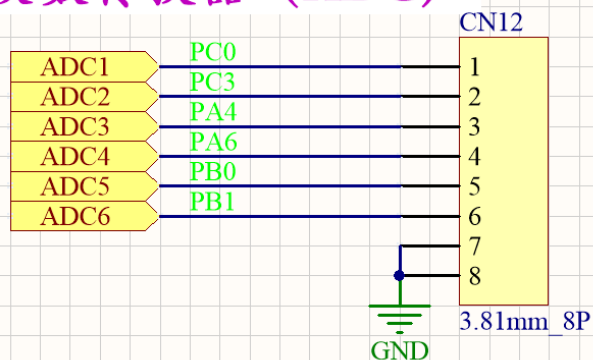 CN12
ADC1 PC0 1
ADC2 PC3 2
ADC3 PA4 3
ADC4 PA6 4
ADC5 PB0 5
ADC6 PB1 6
7
8
3.81mm_8P
GND